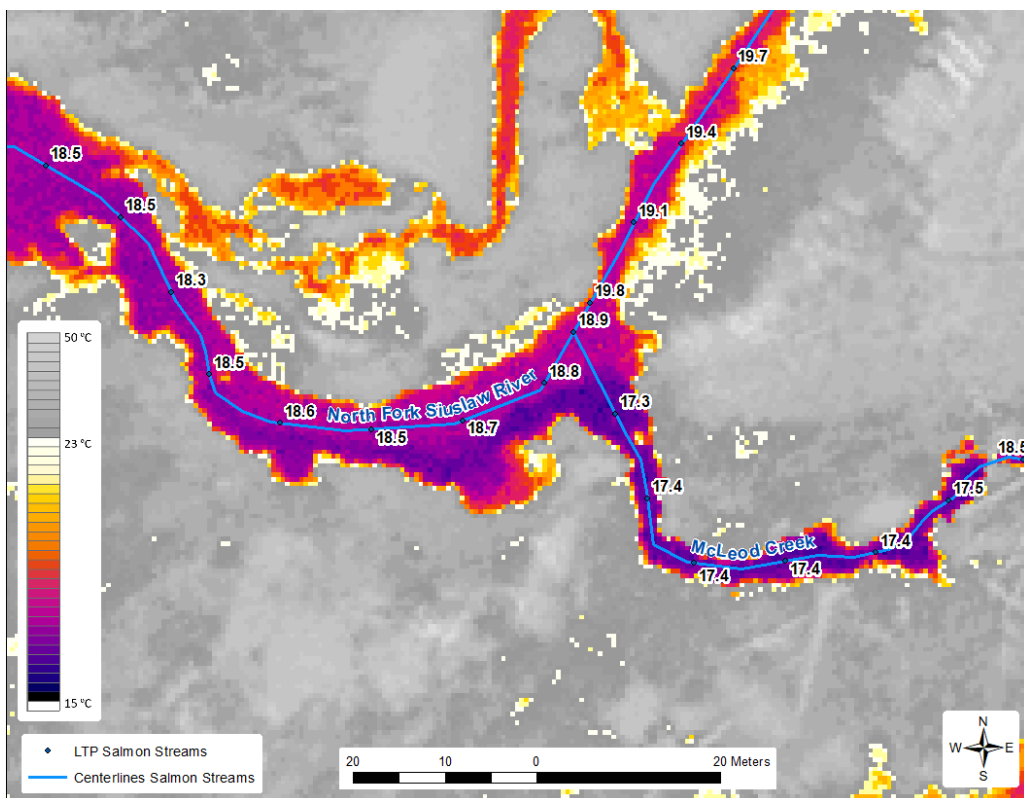 19.7
19.4
18.5
18.5
19.1
18.3
19.8
18.9
18.5
18.8
North Fork Siuslaw River
18.6
18.5
18.7
17.3
18.5
17.5
17.4
McLeod Creek
17.4
17.4
17.4
50 °C
23 °C
15 °C
LTP Salmon Streams
Centerlines Salmon Streams
20 10 0 20 Meters
N
W E
S